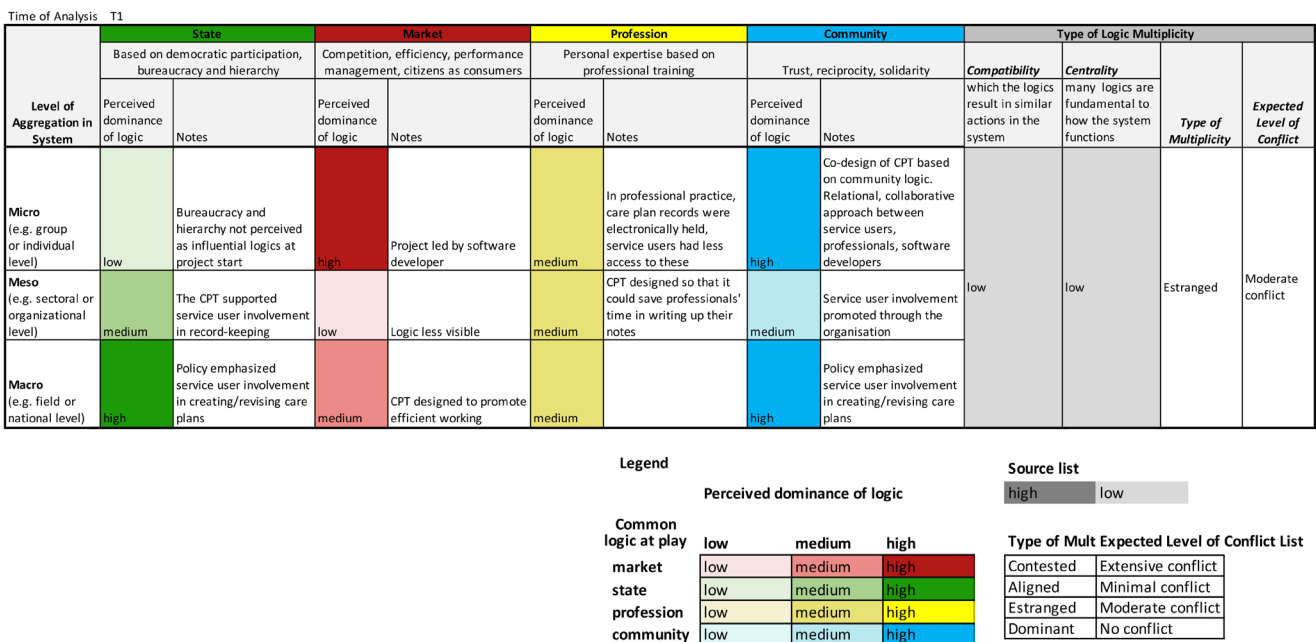 Time of Analysis T1
State Market Profession Community Type of Logic Multiplicity
Based on democratic participation,
bureaucracy and hierarchy
Competition, efficiency, performance
management, citizens as consumers
Personal expertise based on
professional training
Trust, reciprocity, solidarity
Compatibility
Centrality
Level of
Aggregation in
System
Perceived
dominance
of logic
Notes
Perceived
dominance
of logic
Notes
Perceived
dominance
of logic
Notes
Perceived
dominance
of logic
Notes
which the logics
result in similar
actions in the
system
many logics are
fundamental to
how the system
functions
Type of
Multiplicity
Expected
Level of
Conflict
Micro
(e.g. group
or individual
level)
low
Bureaucracy and
hierarchy not perceived
as influential logics at
project start
high
Project led by software
developer
medium
In professional practice,
care plan records were
electronically held,
service users had less
access to these
high
Co-design of CPT based
on community logic.
Relational, collaborative
approach between
service users,
professionals, software
developers
Meso
(e.g. sectoral or
organizational
level)
medium
The CPT supported
service user involvement
in record-keeping
low
Logic less visible
medium
CPT designed so that it
could save professionals'
time in writing up their
notes
medium
Service user involvement
promoted through the
organisation
Macro
(e.g. field or
national level)
high
Policy emphasized
service user involvement
in creating/revising care
plans
medium
CPT designed to promote
efficient working
medium
high
Policy emphasized
service user involvement
in creating/revising care
plans
low
low
Estranged
Moderate
conflict
Legend
Perceived dominance of logic
Common
logic at play low medium high
market low medium high
state low medium high
profession low medium high
community low medium high
Source list
high low
Type of Mult Expected Level of Conflict List
Contested Extensive conflict
Aligned Minimal conflict
Estranged Moderate conflict
Dominant No conflict